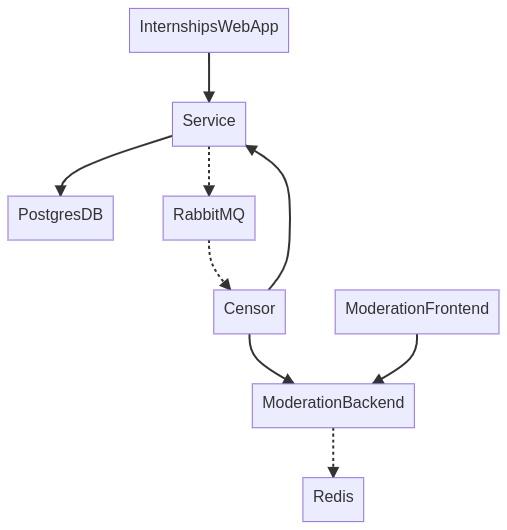 InternshipsWebApp
Service
PostgresDB
RabbitMQ
Censor
ModerationFrontend
ModerationBackend
Redis